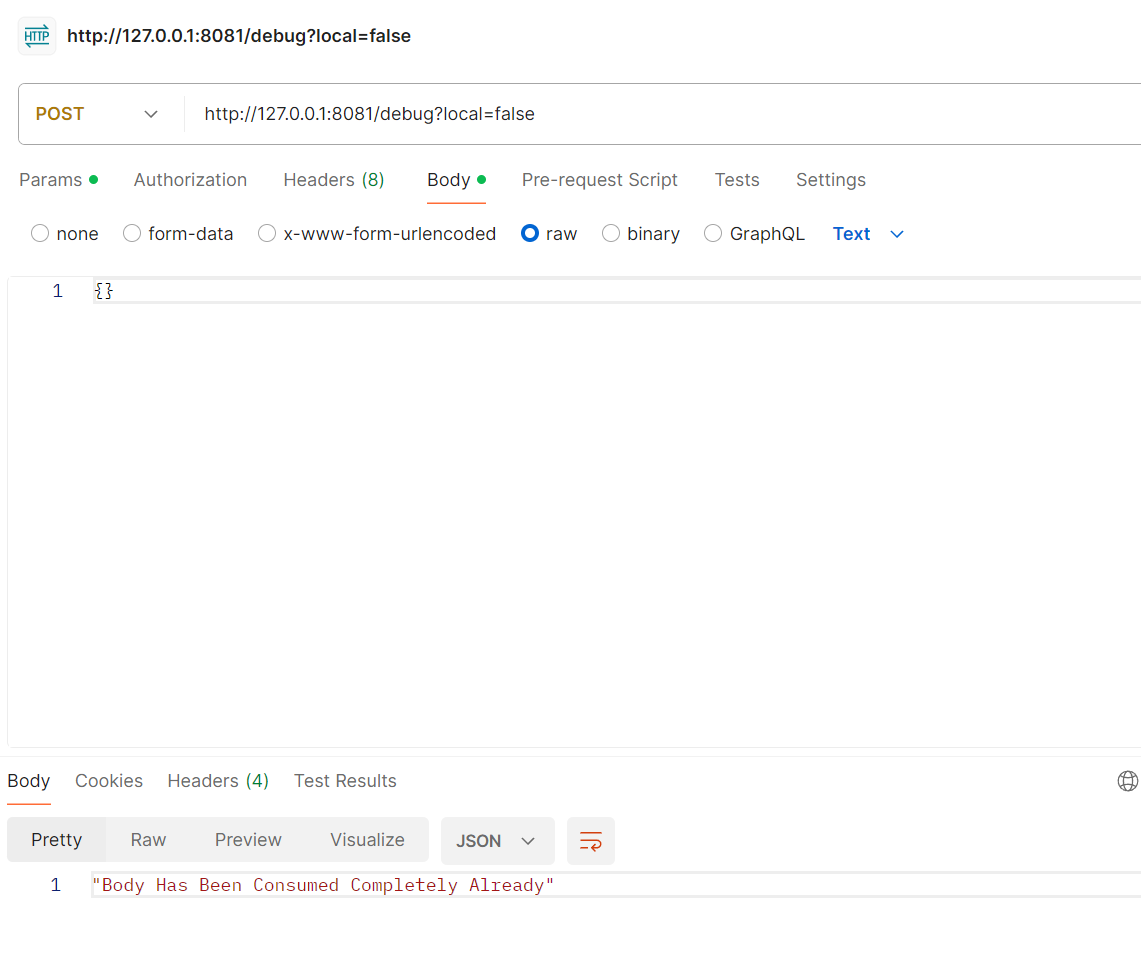 HTTP http://127.0.0.1:8081/debug?local=false
POST http://127.0.0.1:8081/debug?local=false
Params Authorization Headers (8) Body Pre-request Script Tests Settings
none form-data x-www-form-urlencoded raw binary GraphQL Text
1 {}
Body Cookies Headers (4) Test Results
Pretty Raw Preview Visualize JSON
1 "Body Has Been Consumed Completely Already"